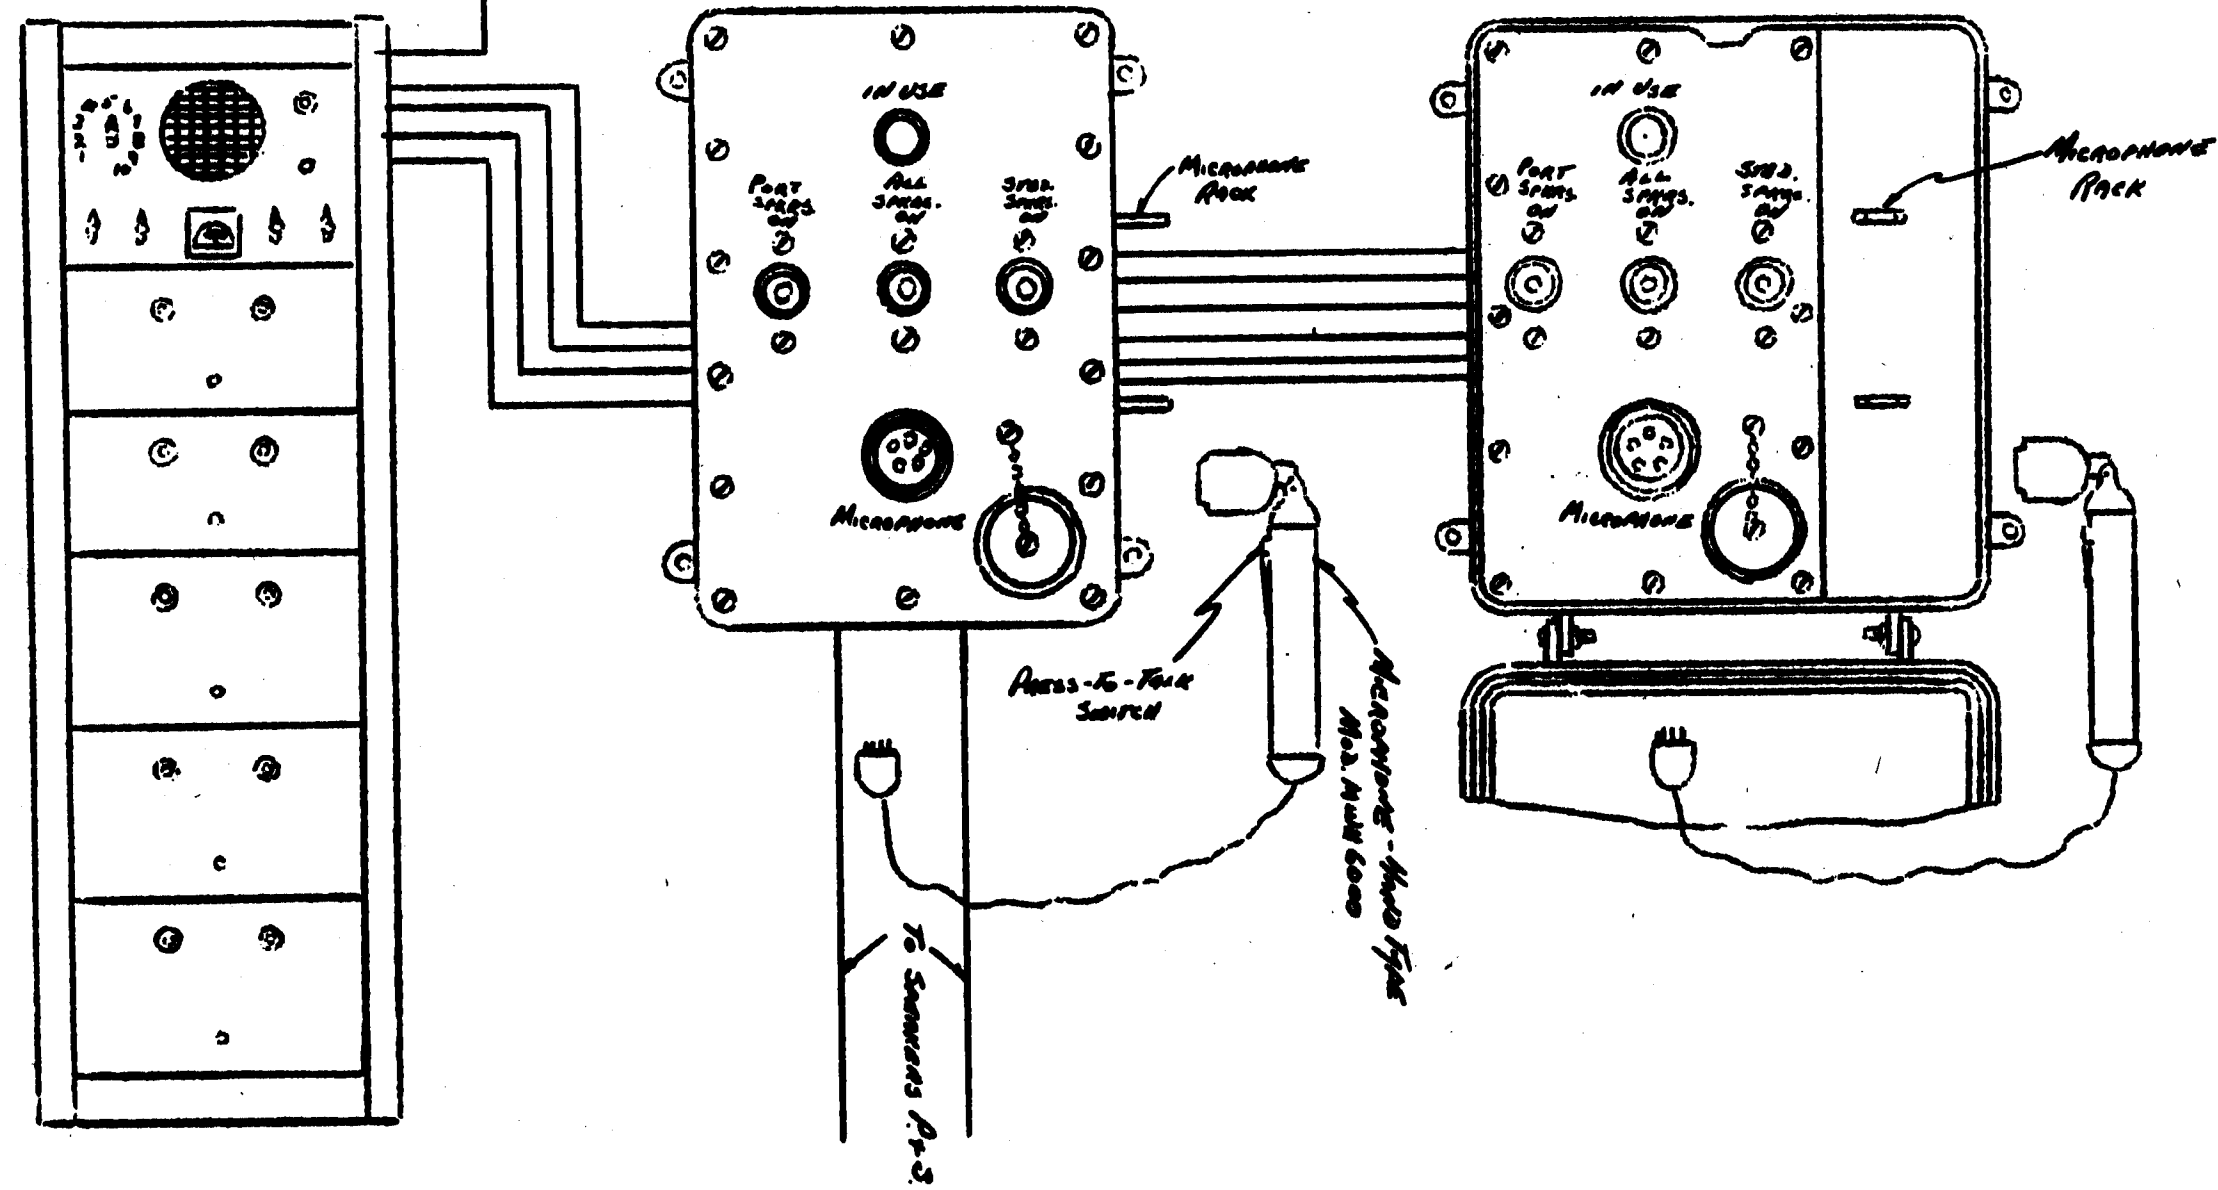 IN USE
PORT
SPKRS.
ON
ALL
SPKRS.
ON
STBD.
SPKRS.
ON
MICROPHONE
MICROPHONE
RACK
PRESS-TO-TALK
SWITCH
MICROPHONE-HAND TYPE
MOD. MWH 6000
TO SPEAKERS P.+S.
IN USE
PORT
SPKRS.
ON
ALL
SPKRS.
ON
STBD.
SPKRS.
ON
MICROPHONE
MICROPHONE
RACK